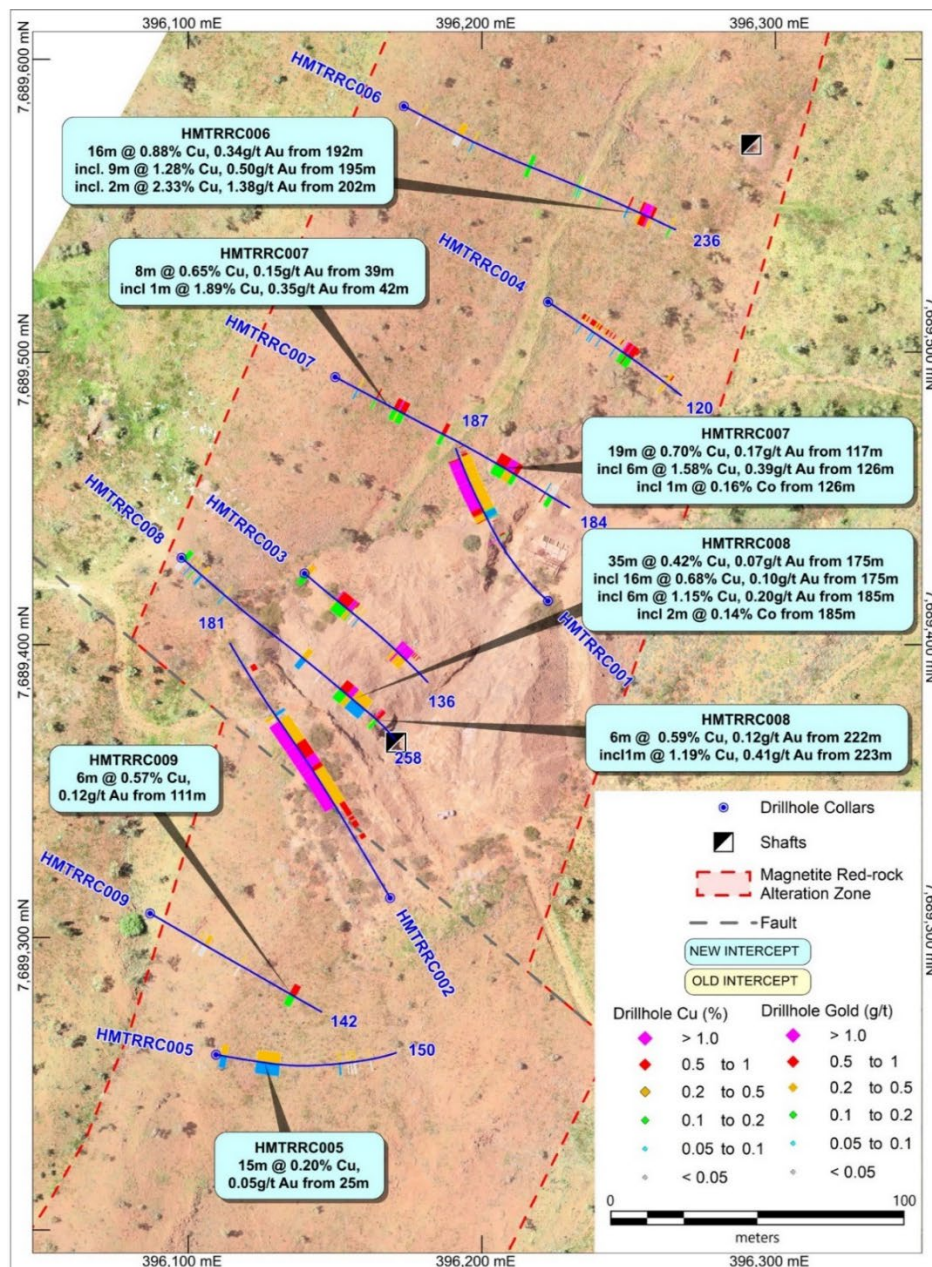 396,100 mE
396,200 mE
396,300 mE
7,689,600 mN
HMTRRC006
HMTRRC006
16m @ 0.88% Cu, 0.34g/t Au from 192m
incl. 9m @ 1.28% Cu, 0.50g/t Au from 195m
incl. 2m @ 2.33% Cu, 1.38g/t Au from 202m
236
HMTRRC007
8m @ 0.65% Cu, 0.15g/t Au from 39m
incl 1m @ 1.89% Cu, 0.35g/t Au from 42m
HMTRRC004
7,689,500 mN
7,689,500 mN
HMTRRC007
120
187
HMTRRC007
19m @ 0.70% Cu, 0.17g/t Au from 117m
incl 6m @ 1.58% Cu, 0.39g/t Au from 126m
incl 1m @ 0.16% Co from 126m
184
HMTRRC008
HMTRRC003
HMTRRC008
35m @ 0.42% Cu, 0.07g/t Au from 175m
incl 16m @ 0.68% Cu, 0.10g/t Au from 175m
incl 6m @ 1.15% Cu, 0.20g/t Au from 185m
incl 2m @ 0.14% Co from 185m
181
HMTRRC001
7,689,400 mN
7,689,400 mN
136
HMTRRC008
6m @ 0.59% Cu, 0.12g/t Au from 222m
incl1m @ 1.19% Cu, 0.41g/t Au from 223m
258
HMTRRC009
6m @ 0.57% Cu,
0.12g/t Au from 111m
HMTRRC009
HMTRRC002
7,689,300 mN
7,689,300 mN
142
HMTRRC005
150
HMTRRC005
15m @ 0.20% Cu,
0.05g/t Au from 25m
Drillhole Collars
Shafts
Magnetite Red-rock
Alteration Zone
Fault
NEW INTERCEPT
OLD INTERCEPT
Drillhole Cu (%)
Drillhole Gold (g/t)
> 1.0
> 1.0
0.5 to 1
0.5 to 1
0.2 to 0.5
0.2 to 0.5
0.1 to 0.2
0.1 to 0.2
0.05 to 0.1
0.05 to 0.1
< 0.05
< 0.05
0
100
meters
396,100 mE
396,200 mE
396,300 mE